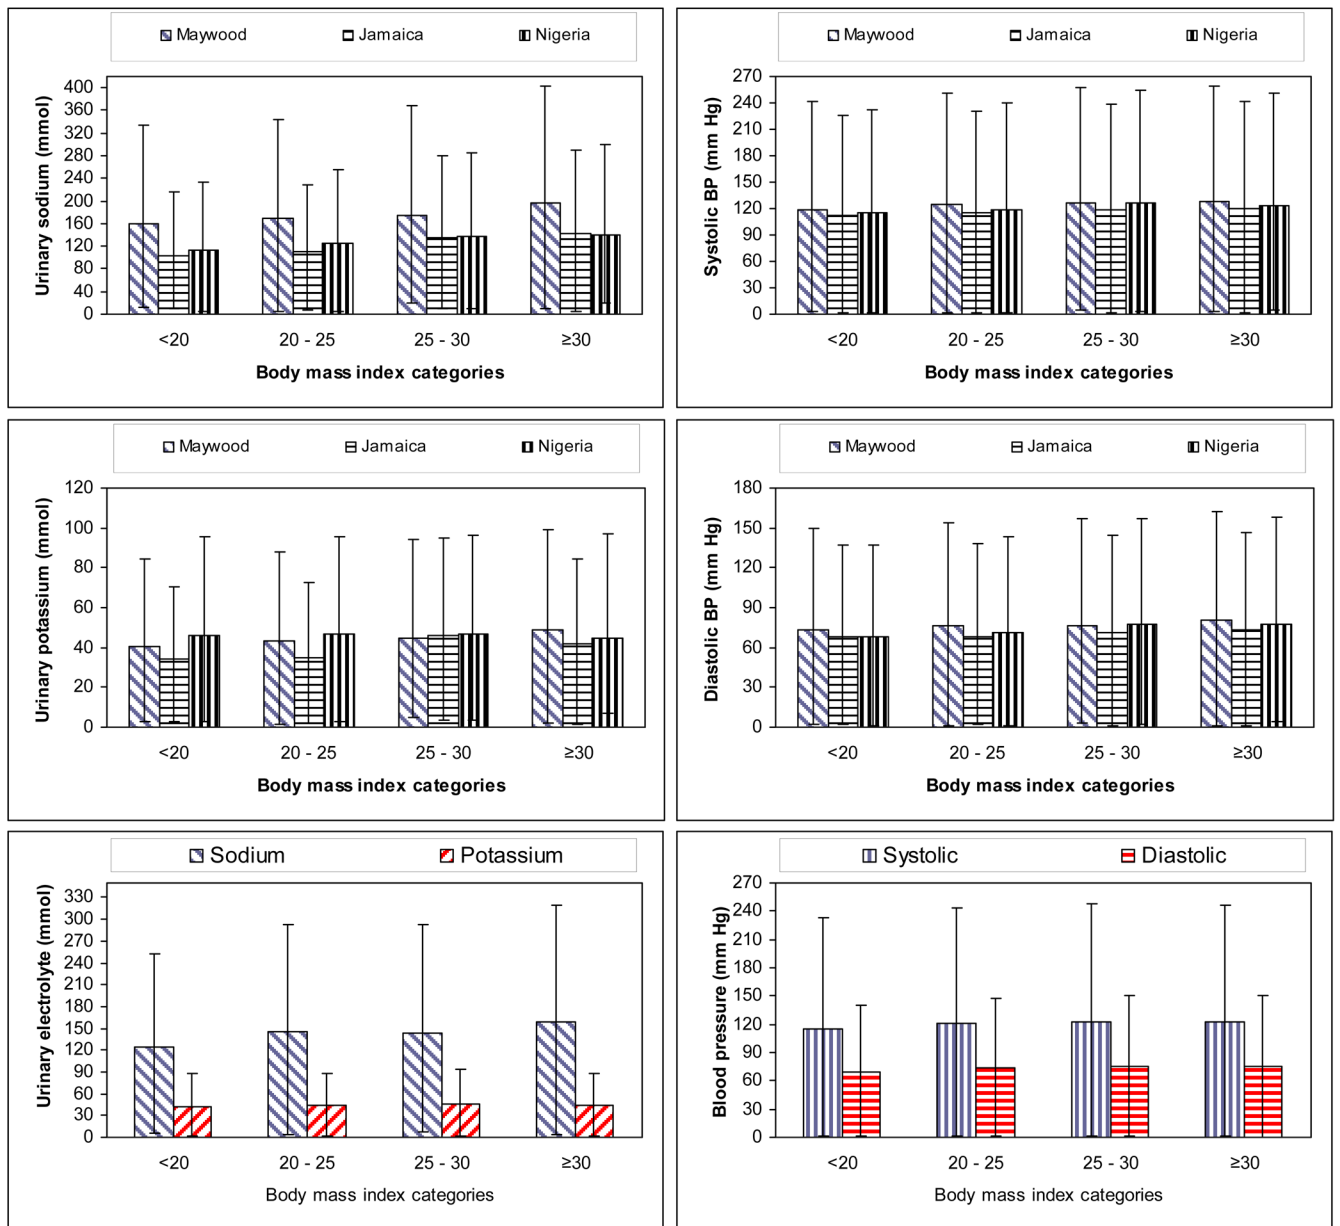 Maywood Jamaica Nigeria
Urinary sodium (mmol)
400
360
320
280
240
200
160
120
80
40
0
<20 20 - 25 25 - 30 ≥30
Body mass index categories
Maywood Jamaica Nigeria
Systolic BP (mm Hg)
270
240
210
180
150
120
90
60
30
0
<20 20 - 25 25 - 30 ≥30
Body mass index categories
Maywood Jamaica Nigeria
Urinary potassium (mmol)
120
100
80
60
40
20
0
<20 20 - 25 25 - 30 ≥30
Body mass index categories
Maywood Jamaica Nigeria
Diastolic BP (mm Hg)
180
150
120
90
60
30
0
<20 20 - 25 25 - 30 ≥30
Body mass index categories
Sodium Potassium
Urinary electrolyte (mmol)
330
300
270
240
210
180
150
120
90
60
30
0
<20 20 - 25 25 - 30 ≥30
Body mass index categories
Systolic Diastolic
Blood pressure (mm Hg)
270
240
210
180
150
120
90
60
30
0
<20 20 - 25 25 - 30 ≥30
Body mass index categories